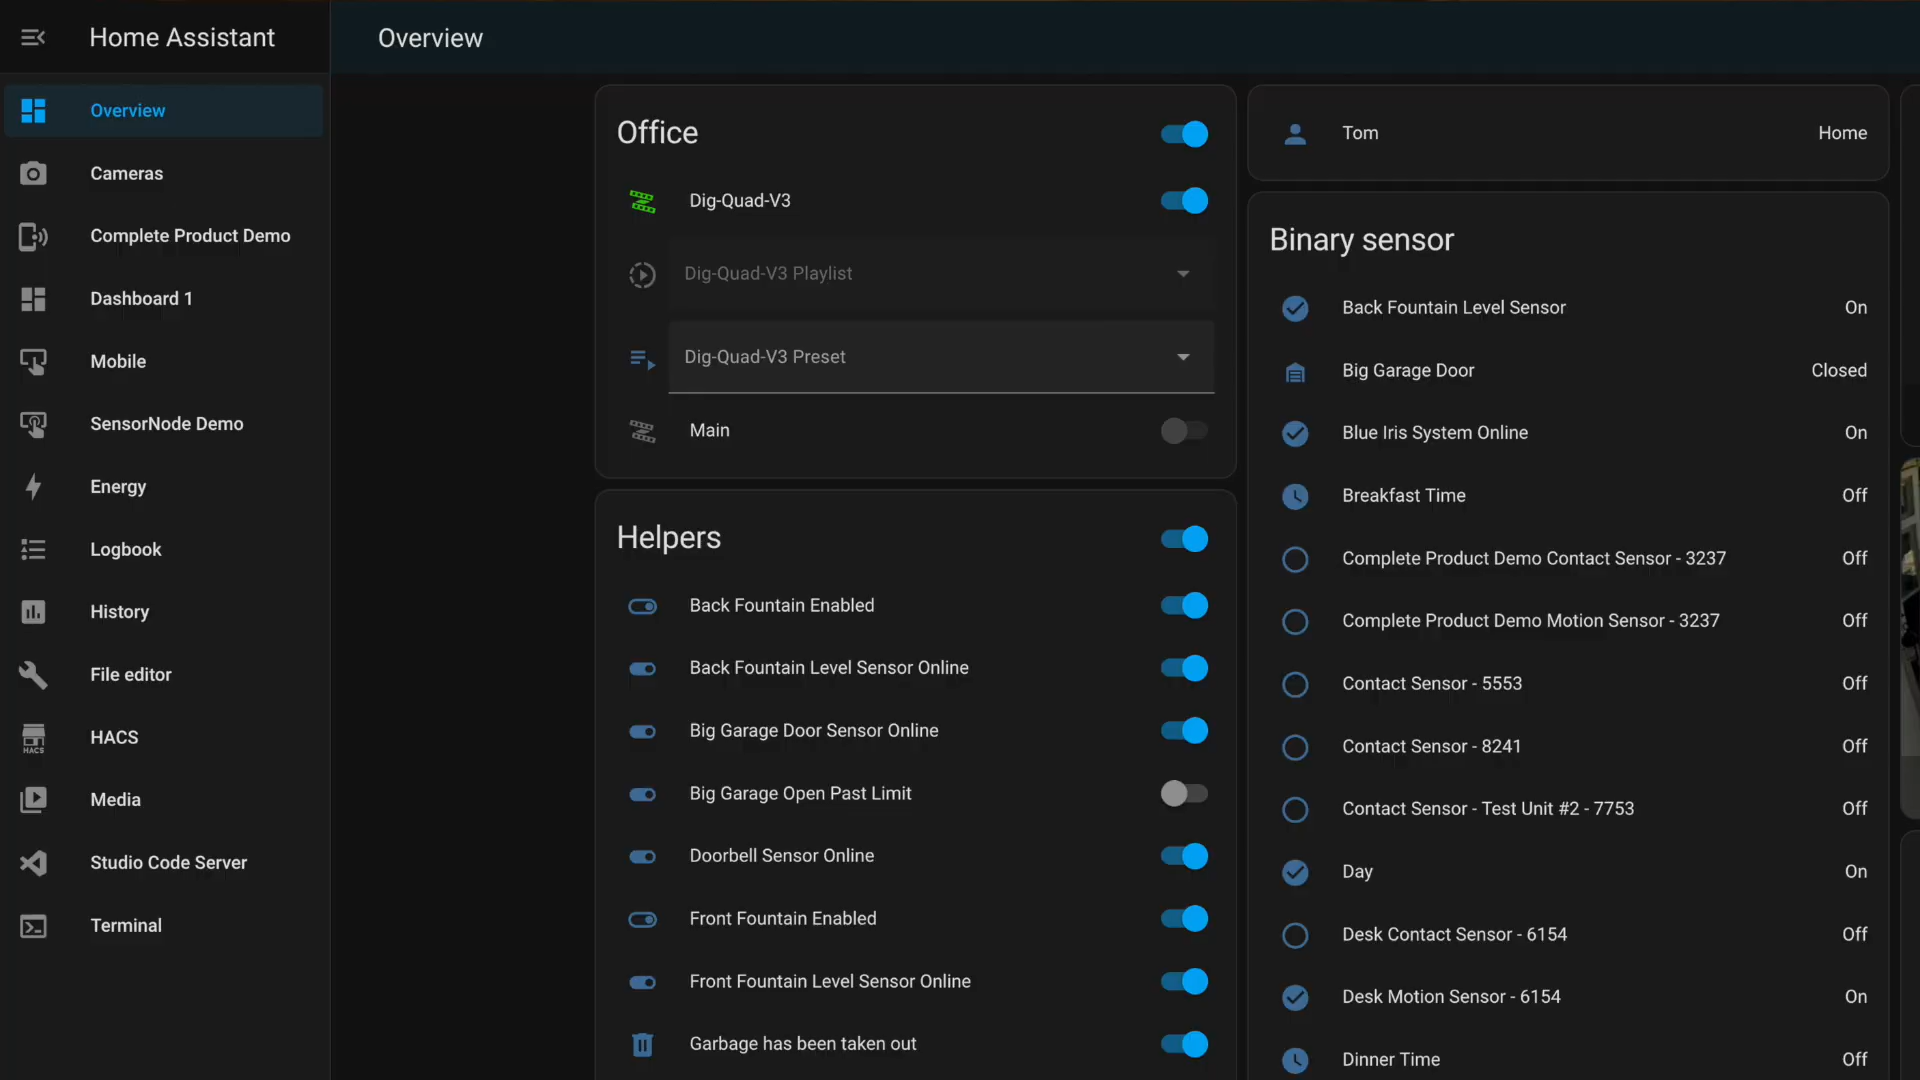 Home Assistant
Overview
Overview
Cameras
Complete Product Demo
Dashboard 1
Mobile
SensorNode Demo
Energy
Logbook
History
File editor
HACS
HACS
Media
Studio Code Server
Terminal
Office
Dig-Quad-V3
Dig-Quad-V3 Playlist
Dig-Quad-V3 Preset
Main
Helpers
Back Fountain Enabled
Back Fountain Level Sensor Online
Big Garage Door Sensor Online
Big Garage Open Past Limit
Doorbell Sensor Online
Front Fountain Enabled
Front Fountain Level Sensor Online
Garbage has been taken out
Tom Home
Binary sensor
Back Fountain Level Sensor On
Big Garage Door Closed
Blue Iris System Online On
Breakfast Time Off
Complete Product Demo Contact Sensor - 3237 Off
Complete Product Demo Motion Sensor - 3237 Off
Contact Sensor - 5553 Off
Contact Sensor - 8241 Off
Contact Sensor - Test Unit #2 - 7753 Off
Day On
Desk Contact Sensor - 6154 Off
Desk Motion Sensor - 6154 On
Dinner Time Off